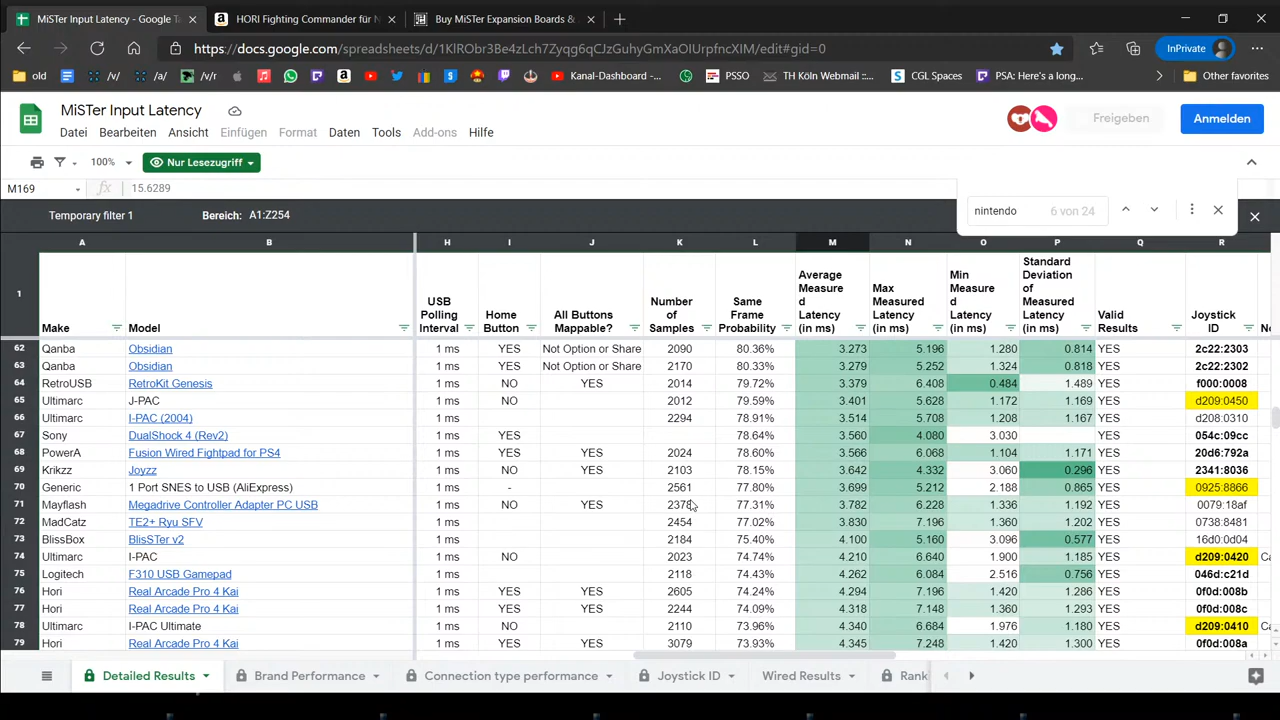 MiSTer Input Latency - Google Ta
HORI Fighting Commander für N
Buy MiSTer Expansion Boards &
https://docs.google.com/spreadsheets/d/1KlRObr3Be4zLch7Zyqg6qCJzGuhyGmXaOIUrpfncXIM/edit#gid=0
InPrivate
old
/v/
/a/
/v/r
Kanal-Dashboard -...
PSSO
TH Köln Webmail ::...
CGL Spaces
PSA: Here's a long...
Other favorites
MiSTer Input Latency
Datei Bearbeiten Ansicht Einfügen Format Daten Tools Add-ons Hilfe
Freigeben
Anmelden
100%
Nur Lesezugriff
M169 fx 15.6289
nintendo 6 von 24
Temporary filter 1 Bereich: A1:Z254
A B H I J K L M N O P Q R
1 Make Model USB Polling Interval Home Button All Buttons Mappable? Number of Samples Same Frame Probability Average Measured Latency (in ms) Max Measured Latency (in ms) Min Measured Latency (in ms) Standard Deviation of Measured Latency (in ms) Valid Results Joystick ID
62 Qanba Obsidian 1 ms YES Not Option or Share 2090 80.36% 3.273 5.196 1.280 0.814 YES 2c22:2303
63 Qanba Obsidian 1 ms YES Not Option or Share 2170 80.33% 3.279 5.252 1.324 0.818 YES 2c22:2302
64 RetroUSB RetroKit Genesis 1 ms NO YES 2014 79.72% 3.379 6.408 0.484 1.489 YES f000:0008
65 Ultimarc J-PAC 1 ms NO YES 2012 79.59% 3.401 5.628 1.172 1.169 YES d209:0450
66 Ultimarc I-PAC (2004) 1 ms NO YES 2294 78.91% 3.514 5.708 1.208 1.167 YES d208:0310
67 Sony DualShock 4 (Rev2) 1 ms YES 78.64% 3.560 4.080 3.030 YES 054c:09cc
68 PowerA Fusion Wired Fightpad for PS4 1 ms YES YES 2024 78.60% 3.566 6.068 1.104 1.171 YES 20d6:792a
69 Krikzz Joyzz 1 ms NO YES 2103 78.15% 3.642 4.332 3.060 0.296 YES 2341:8036
70 Generic 1 Port SNES to USB (AliExpress) 1 ms - 2561 77.80% 3.699 5.212 2.188 0.865 YES 0925:8866
71 Mayflash Megadrive Controller Adapter PC USB 1 ms NO YES 2378 77.31% 3.782 6.228 1.336 1.192 YES 0079:18af
72 MadCatz TE2+ Ryu SFV 1 ms 2454 77.02% 3.830 7.196 1.360 1.202 YES 0738:8481
73 BlissBox BlisSTer v2 1 ms 2184 75.40% 4.100 5.160 3.096 0.577 YES 16d0:0d04
74 Ultimarc I-PAC 1 ms NO 2023 74.74% 4.210 6.640 1.900 1.185 YES d209:0420
75 Logitech F310 USB Gamepad 1 ms 2118 74.43% 4.262 6.084 2.516 0.756 YES 046d:c21d
76 Hori Real Arcade Pro 4 Kai 1 ms YES YES 2605 74.24% 4.294 7.196 1.420 1.286 YES 0f0d:008b
77 Hori Real Arcade Pro 4 Kai 1 ms YES YES 2244 74.09% 4.318 7.148 1.360 1.293 YES 0f0d:008c
78 Ultimarc I-PAC Ultimate 1 ms 2110 73.96% 4.340 6.684 1.976 1.180 YES d209:0410
79 Hori Real Arcade Pro 4 Kai 1 ms YES YES 3079 73.93% 4.345 7.248 1.420 1.300 YES 0f0d:008a
Detailed Results Brand Performance Connection type performance Joystick ID Wired Results Rank